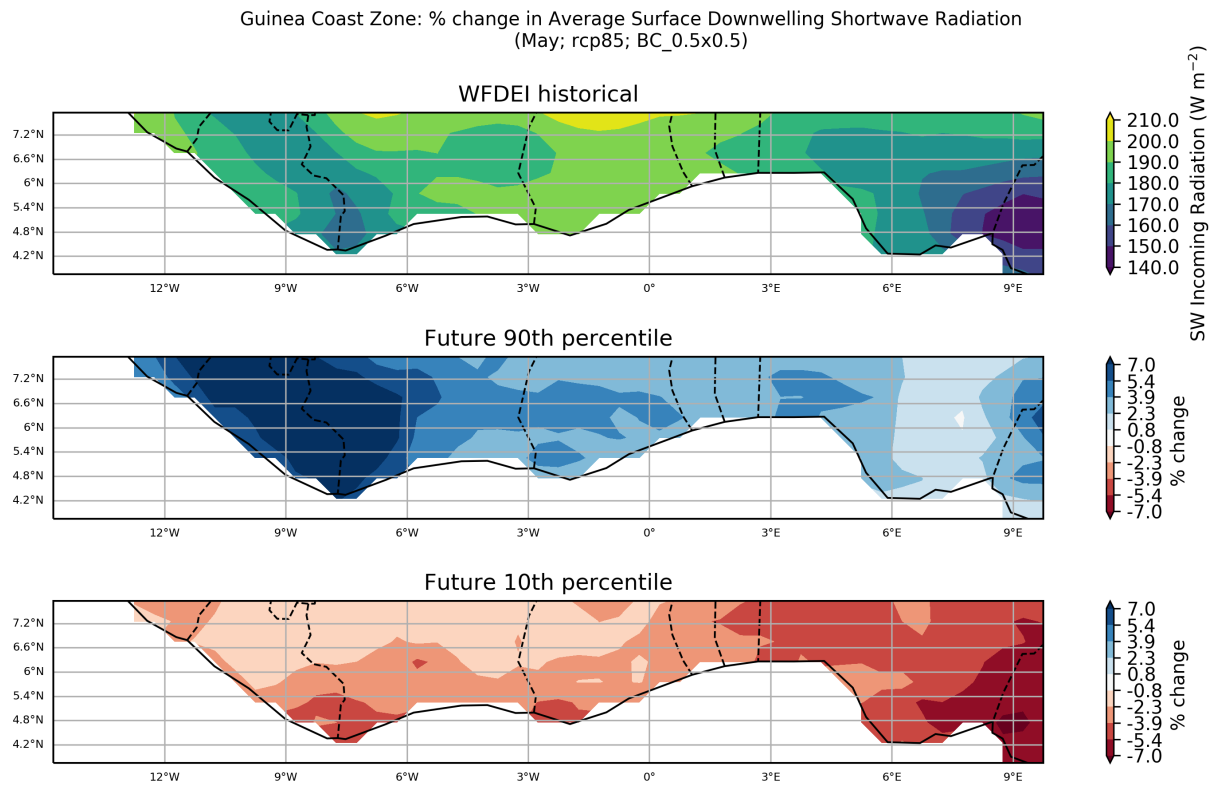 Guinea Coast Zone: % change in Average Surface Downwelling Shortwave Radiation
(May; rcp85; BC_0.5x0.5)
WFDEI historical
7.2°N
6.6°N
6°N
5.4°N
4.8°N
4.2°N
12°W 9°W 6°W 3°W 0° 3°E 6°E 9°E
210.0
200.0
190.0
180.0
170.0
160.0
150.0
140.0
SW Incoming Radiation (W m⁻²)
Future 90th percentile
7.2°N
6.6°N
6°N
5.4°N
4.8°N
4.2°N
12°W 9°W 6°W 3°W 0° 3°E 6°E 9°E
7.0
5.4
3.9
2.3
0.8
-0.8
-2.3
-3.9
-5.4
-7.0
% change
Future 10th percentile
7.2°N
6.6°N
6°N
5.4°N
4.8°N
4.2°N
12°W 9°W 6°W 3°W 0° 3°E 6°E 9°E
7.0
5.4
3.9
2.3
0.8
-0.8
-2.3
-3.9
-5.4
-7.0
% change